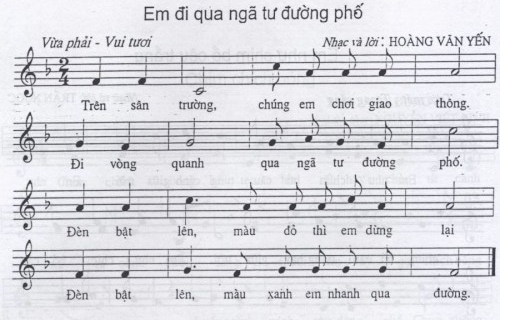 Em đi qua ngã tư đường phố
Vừa phải - Vui tươi
Nhạc và lời : HOÀNG VĂN YẾN
2
4
Trên sân trường, chúng em chơi giao thông.
Đi vòng quanh qua ngã tư đường phố.
Đèn bật lên, màu đỏ thì em dừng lại
Đèn bật lên, màu xanh em nhanh qua đường.